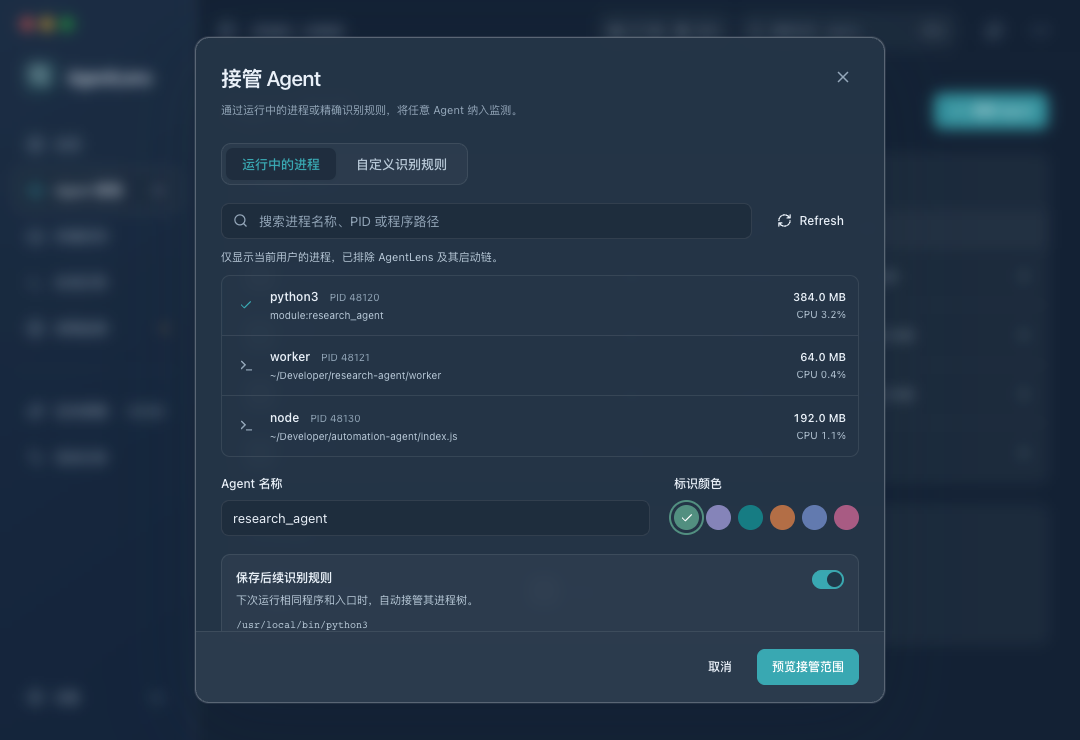 接管 Agent
通过运行中的进程或精确识别规则，将任意 Agent 纳入监测。
运行中的进程
自定义识别规则
搜索进程名称、PID 或程序路径
Refresh
仅显示当前用户的进程，已排除 AgentLens 及其启动链。
python3 PID 48120
384.0 MB
module:research_agent
CPU 3.2%
worker PID 48121
64.0 MB
~/Developer/research-agent/worker
CPU 0.4%
node PID 48130
192.0 MB
~/Developer/automation-agent/index.js
CPU 1.1%
Agent 名称
标识颜色
research_agent
保存后续识别规则
下次运行相同程序和入口时，自动接管其进程树。
/usr/local/bin/python3
取消
预览接管范围